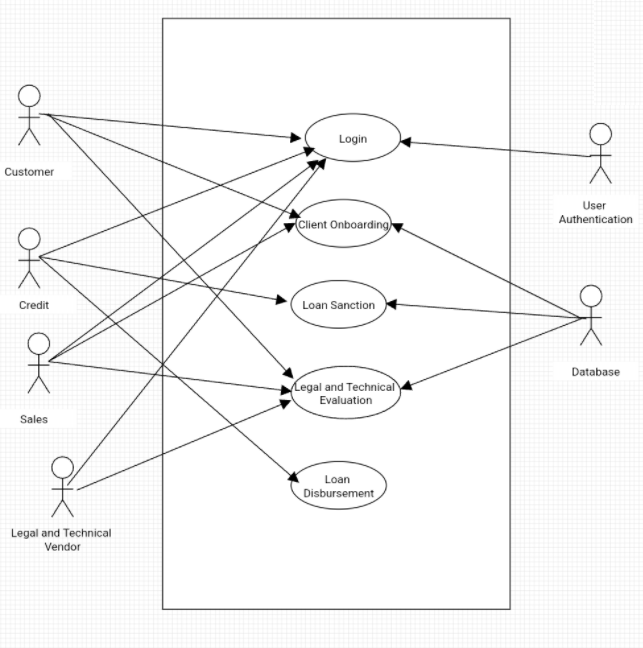 Login
Customer
User
Authentication
Client Onboarding
Credit
Loan Sanction
Database
Legal and Technical
Evaluation
Sales
Loan
Disbursement
Legal and Technical
Vendor